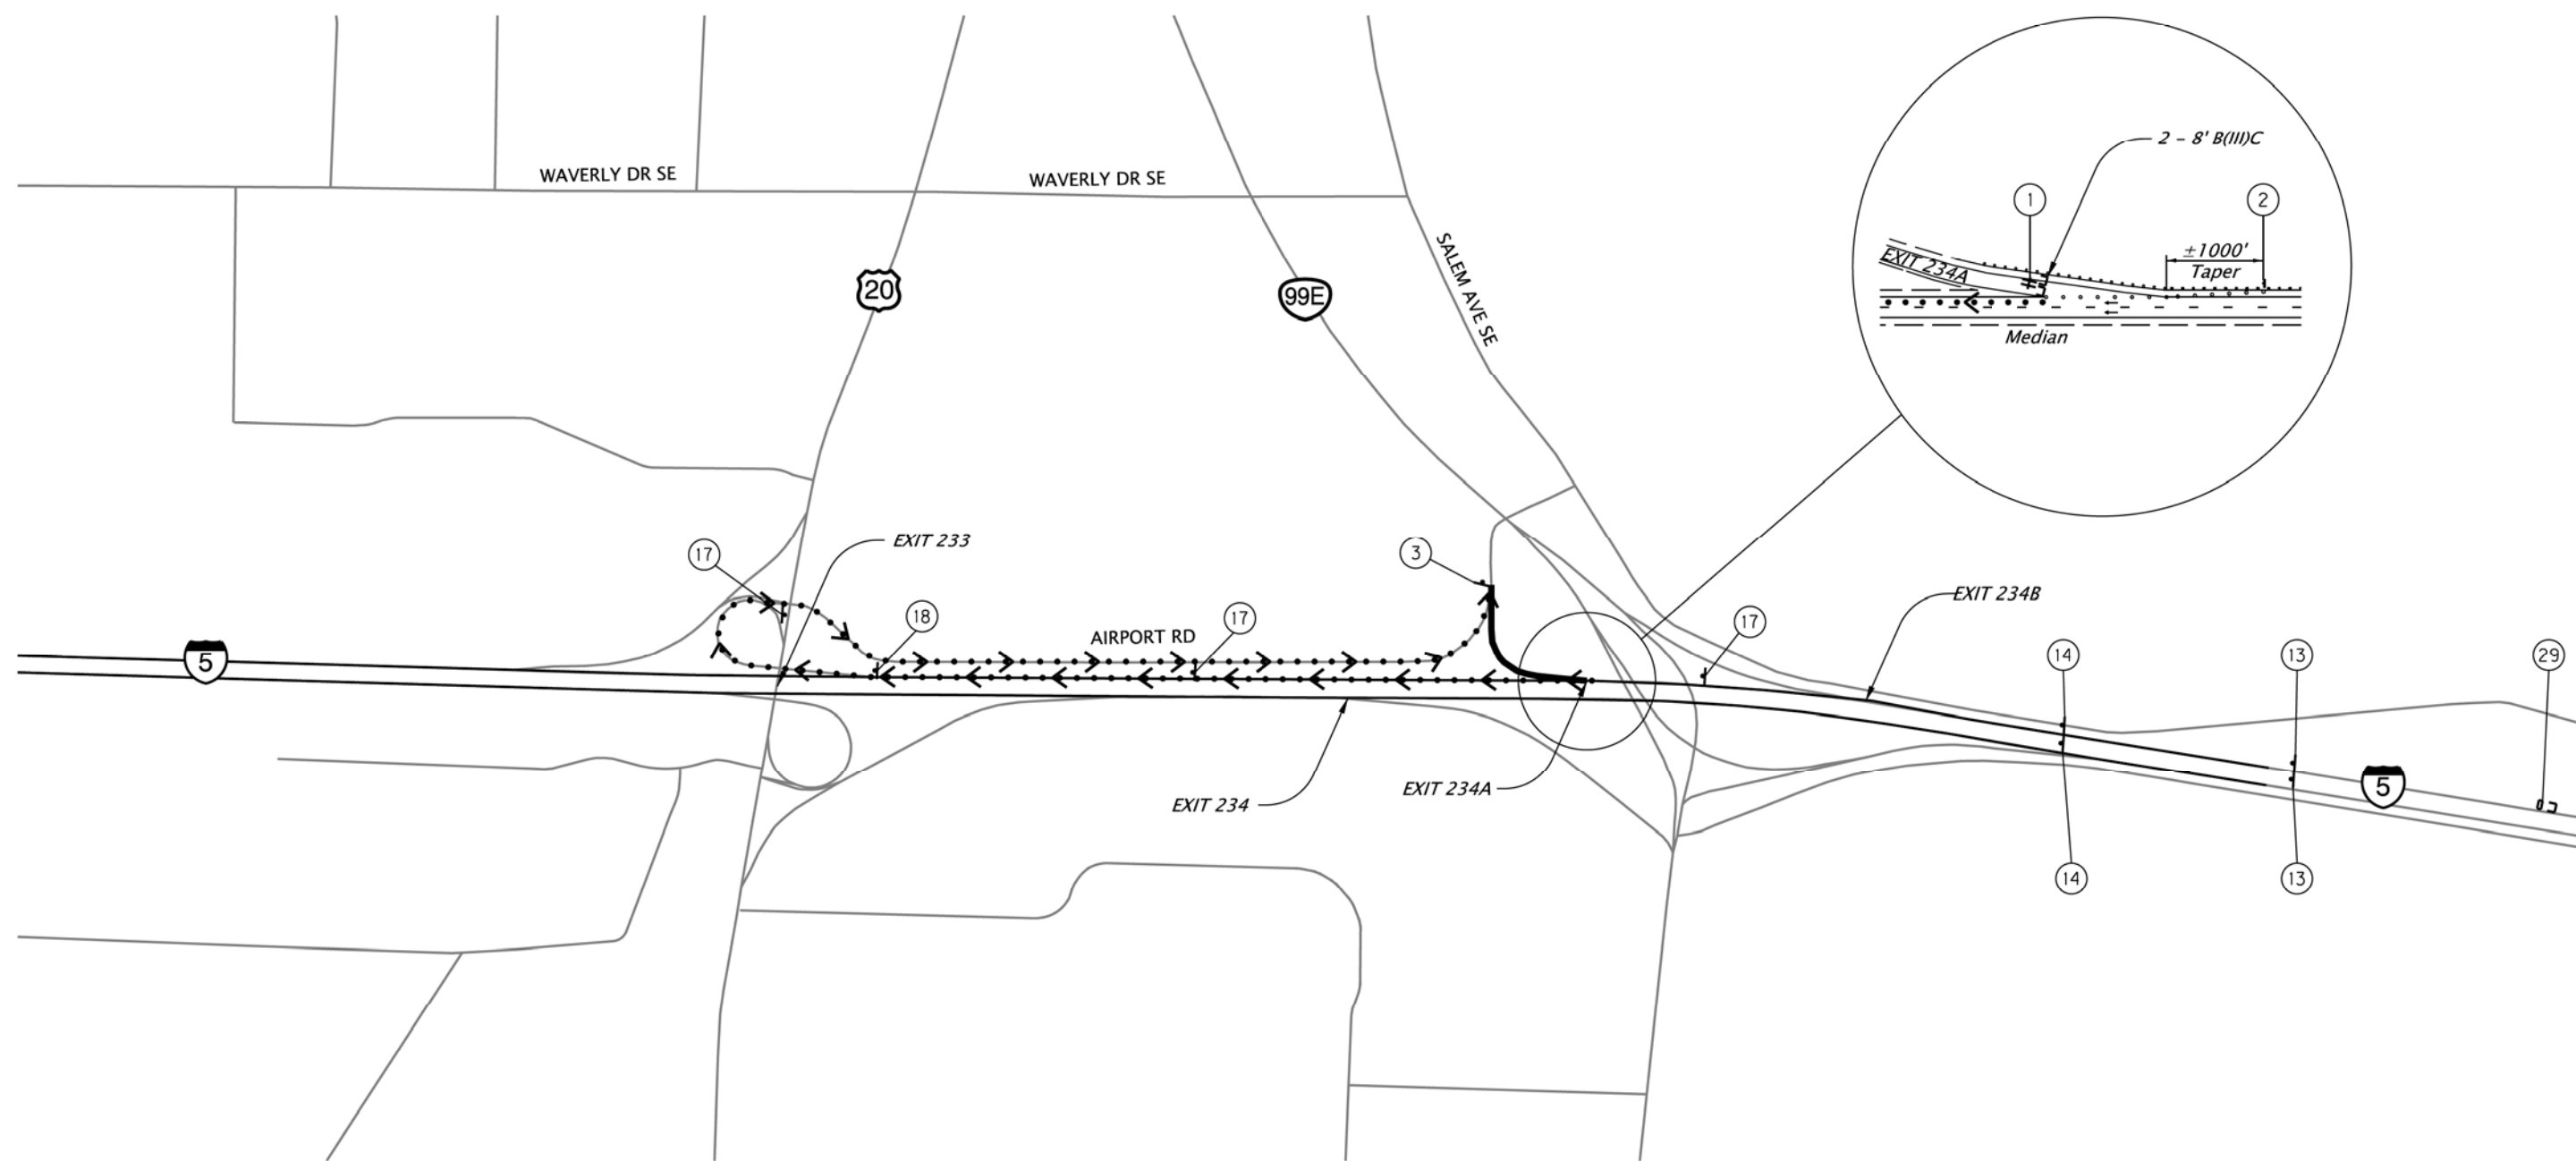 2 - 8' B(III)C
WAVERLY DR SE
WAVERLY DR SE
1
2
±1000'
Taper
EXIT 234A
Median
SALEM AVE SE
20
99E
EXIT 233
17
3
EXIT 234B
18
17
17
AIRPORT RD
14
13
29
5
5
EXIT 234A
EXIT 234
14
13